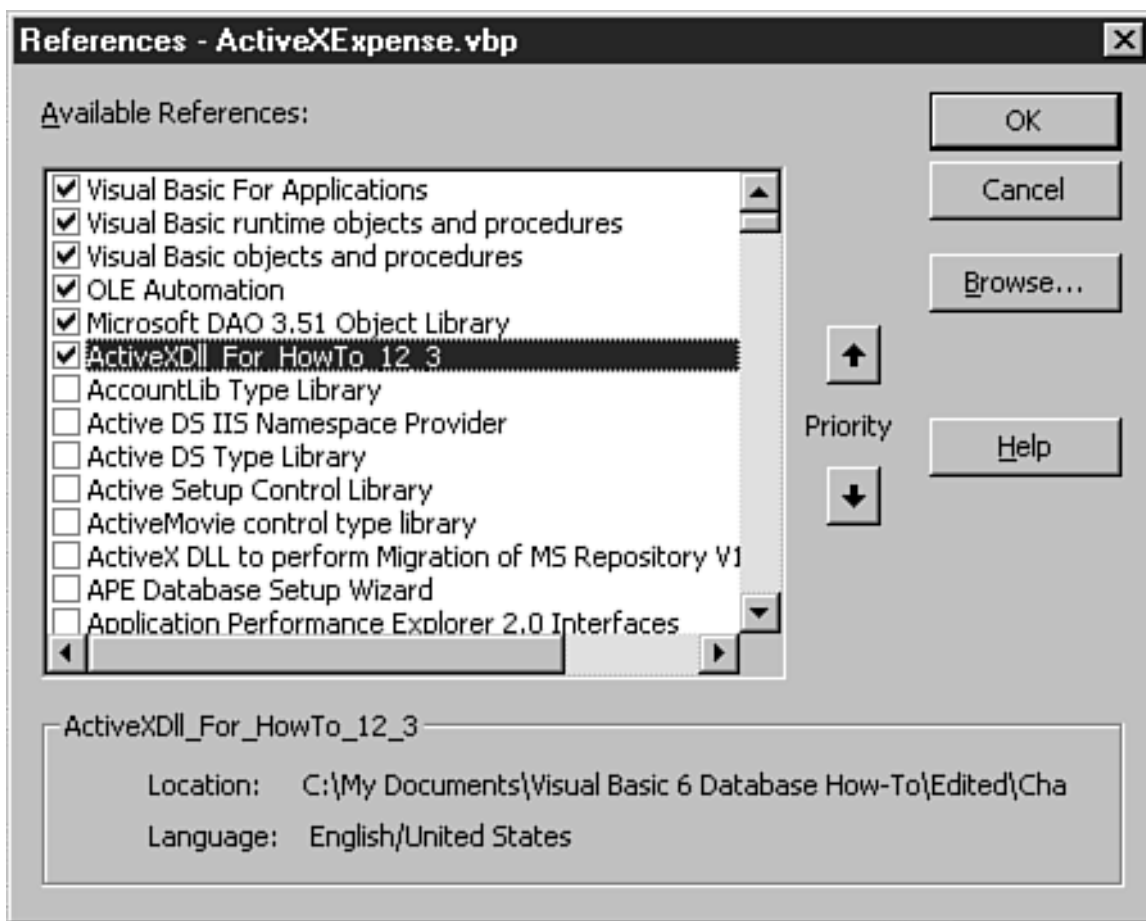 References - ActiveXExpense.vbp
Available References:
OK
Cancel
Browse...
Help
Visual Basic For Applications
Visual Basic runtime objects and procedures
Visual Basic objects and procedures
OLE Automation
Microsoft DAO 3.51 Object Library
ActiveXDll_For_HowTo_12_3
AccountLib Type Library
Active DS IIS Namespace Provider
Active DS Type Library
Active Setup Control Library
ActiveMovie control type library
ActiveX DLL to perform Migration of MS Repository V1
APE Database Setup Wizard
Application Performance Explorer 2.0 Interfaces
Priority
ActiveXDll_For_HowTo_12_3
Location: C:\My Documents\Visual Basic 6 Database How-To\Edited\Cha
Language: English/United States